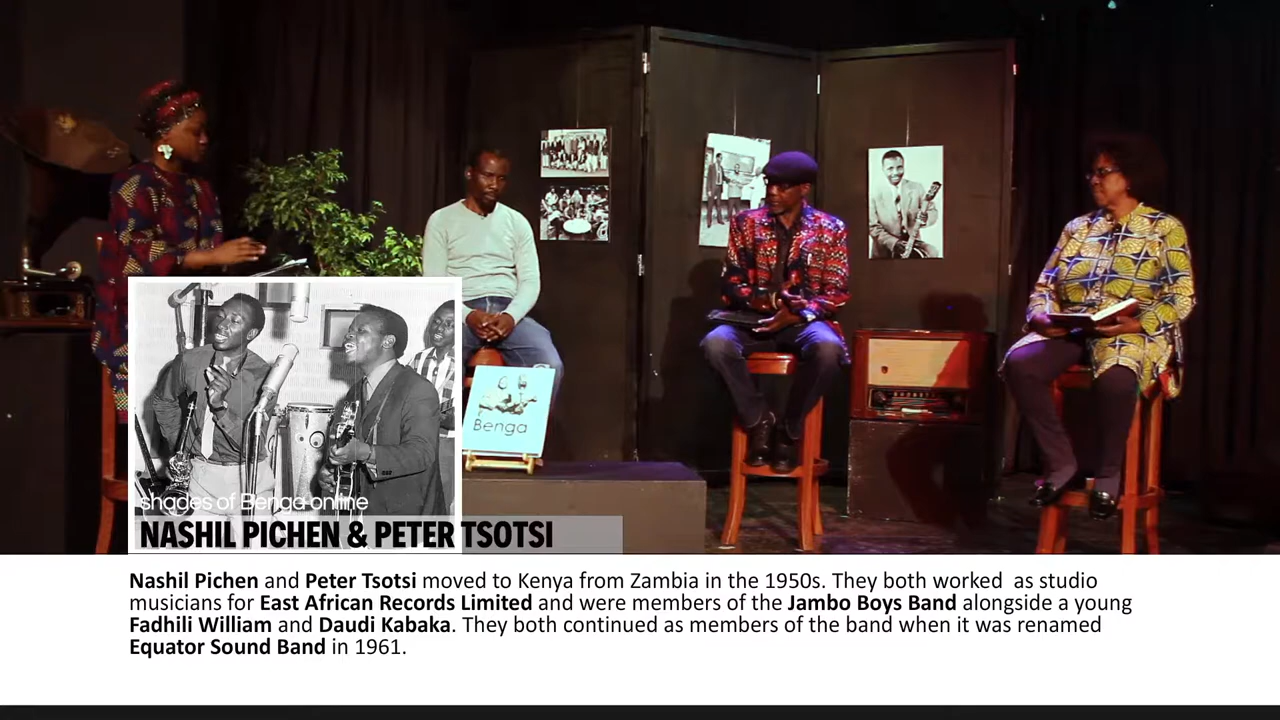 Benga
shades of Benga online
NASHIL PICHEN & PETER TSOTSI
Nashil Pichen and Peter Tsotsi moved to Kenya from Zambia in the 1950s. They both worked  as studio
musicians for East African Records Limited and were members of the Jambo Boys Band alongside a young
Fadhili William and Daudi Kabaka. They both continued as members of the band when it was renamed
Equator Sound Band in 1961.